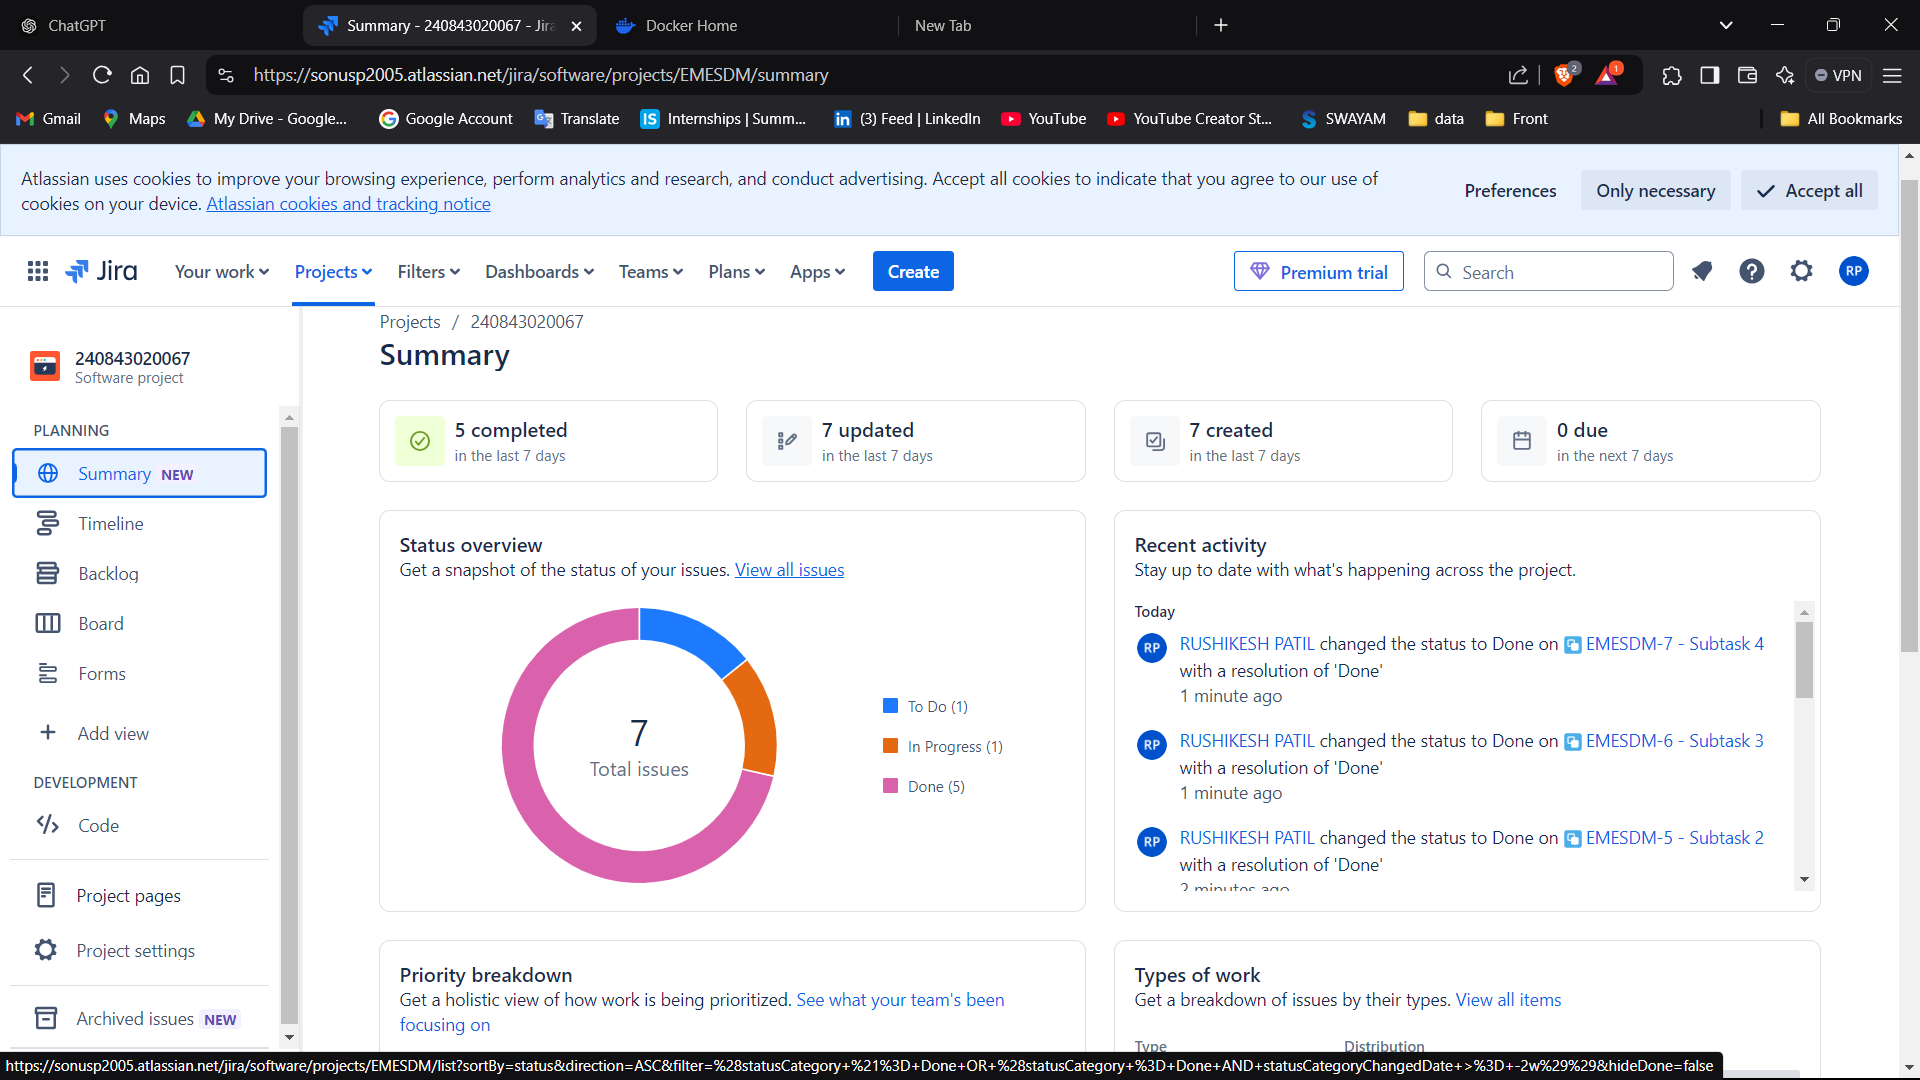 ChatGPT
Summary - 240843020067 - Jira
Docker Home
New Tab
https://sonusp2005.atlassian.net/jira/software/projects/EMESDM/summary
2
1
VPN
Gmail
Maps
My Drive - Google...
Google Account
Translate
IS Internships | Summ...
(3) Feed | LinkedIn
YouTube
YouTube Creator St...
SWAYAM
data
Front
All Bookmarks
Atlassian uses cookies to improve your browsing experience, perform analytics and research, and conduct advertising. Accept all cookies to indicate that you agree to our use of
cookies on your device. Atlassian cookies and tracking notice
Preferences
Only necessary
Accept all
Jira
Your work
Projects
Filters
Dashboards
Teams
Plans
Apps
Create
Premium trial
Search
RP
240843020067
Software project
PLANNING
Summary NEW
Timeline
Backlog
Board
Forms
Add view
DEVELOPMENT
Code
Project pages
Project settings
Archived issues NEW
Projects / 240843020067
Summary
5 completed
in the last 7 days
7 updated
in the last 7 days
7 created
in the last 7 days
0 due
in the next 7 days
Status overview
Get a snapshot of the status of your issues. View all issues
7
Total issues
To Do (1)
In Progress (1)
Done (5)
Recent activity
Stay up to date with what's happening across the project.
Today
RP
RUSHIKESH PATIL changed the status to Done on EMESDM-7 - Subtask 4
with a resolution of 'Done'
1 minute ago
RP
RUSHIKESH PATIL changed the status to Done on EMESDM-6 - Subtask 3
with a resolution of 'Done'
1 minute ago
RP
RUSHIKESH PATIL changed the status to Done on EMESDM-5 - Subtask 2
with a resolution of 'Done'
2 minutes ago
Priority breakdown
Get a holistic view of how work is being prioritized. See what your team's been
focusing on
Types of work
Get a breakdown of issues by their types. View all items
Type
Distribution
https://sonusp2005.atlassian.net/jira/software/projects/EMESDM/list?sortBy=status&direction=ASC&filter=%28statusCategory+%21%3D+Done+OR+%28statusCategory+%3D+Done+AND+statusCategoryChangedDate+>%3D+-2w%29%29&hideDone=false